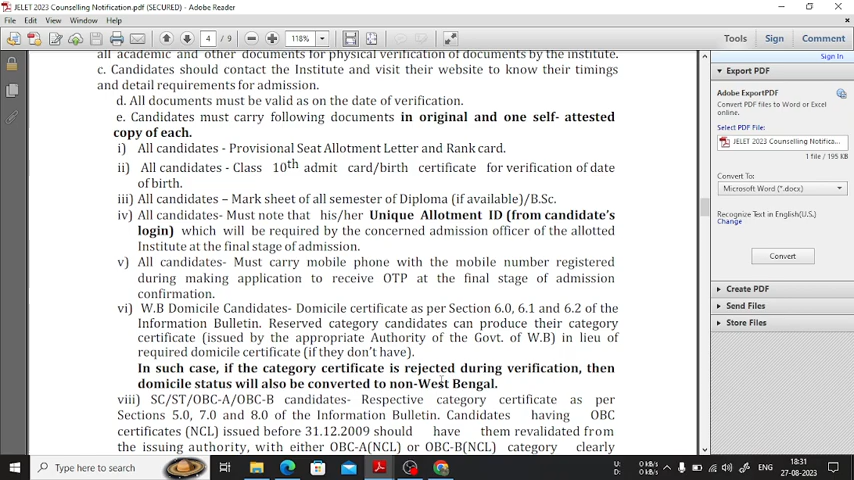 JELET 2023 Counselling Notification.pdf (SECURED) - Adobe Reader
File Edit View Window Help
4 / 9 118% Tools Sign Comment
Sign In
all academic and other documents for physical verification of documents by the institute.
c. Candidates should contact the Institute and visit their website to know their timings
and detail requirements for admission.
d. All documents must be valid as on the date of verification.
e. Candidates must carry following documents in original and one self- attested
copy of each.
i) All candidates - Provisional Seat Allotment Letter and Rank card.
ii) All candidates - Class 10th admit card/birth certificate for verification of date
of birth.
iii) All candidates – Mark sheet of all semester of Diploma (if available)/B.Sc.
iv) All candidates- Must note that his/her Unique Allotment ID (from candidate's
login) which will be required by the concerned admission officer of the allotted
Institute at the final stage of admission.
v) All candidates- Must carry mobile phone with the mobile number registered
during making application to receive OTP at the final stage of admission
confirmation.
vi) W.B Domicile Candidates- Domicile certificate as per Section 6.0, 6.1 and 6.2 of the
Information Bulletin. Reserved category candidates can produce their category
certificate (issued by the appropriate Authority of the Govt. of W.B) in lieu of
required domicile certificate (if they don't have).
In such case, if the category certificate is rejected during verification, then
domicile status will also be converted to non-West Bengal.
viii) SC/ST/OBC-A/OBC-B candidates- Respective category certificate as per
Sections 5.0, 7.0 and 8.0 of the Information Bulletin. Candidates having OBC
certificates (NCL) issued before 31.12.2009 should have them revalidated from
the issuing authority, with either OBC-A(NCL) or OBC-B(NCL) category clearly
Export PDF
Adobe ExportPDF
Convert PDF files to Word or Excel
online.
Select PDF File:
JELET 2023 Counselling Notifica...
1 file / 195 KB
Convert To:
Microsoft Word (*.docx)
Recognize Text in English(U.S.)
Change
Convert
Create PDF
Send Files
Store Files
Type here to search
U: 0 kB/s
D: 0 kB/s
0 kB/s
0 kB/s
ENG
18:31
27-08-2023